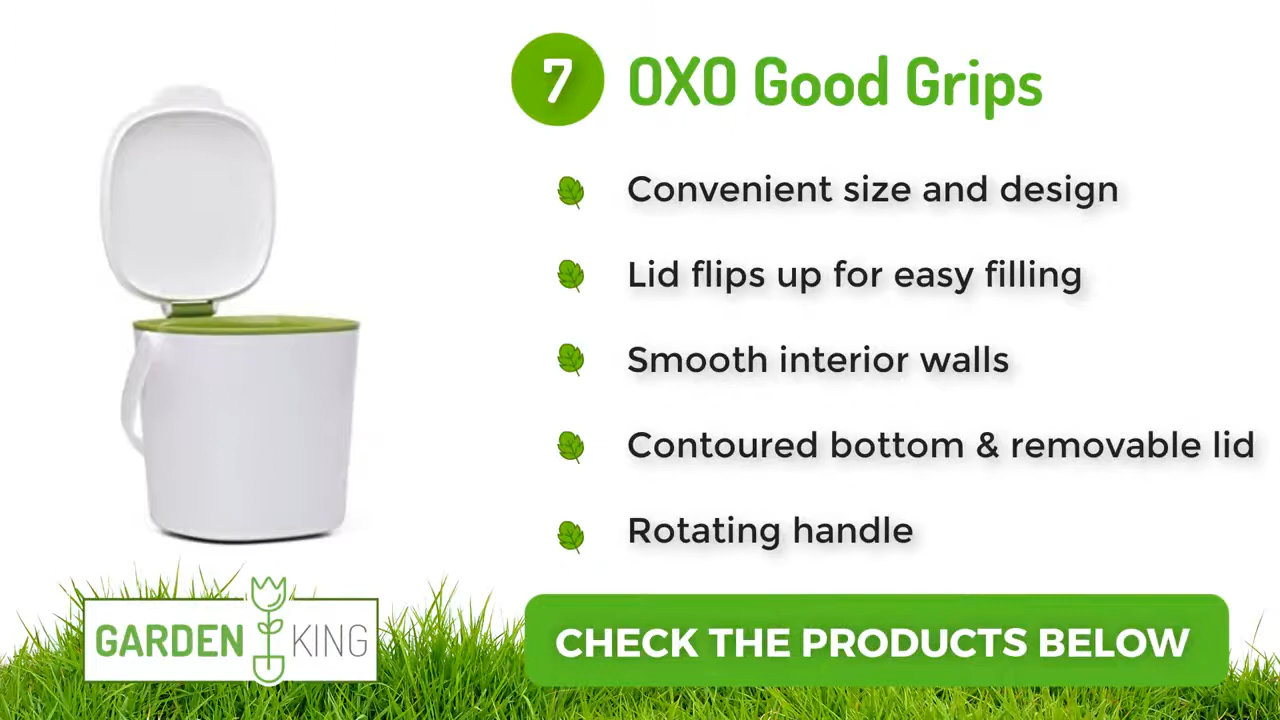 7 OXO Good Grips
Convenient size and design
Lid flips up for easy filling
Smooth interior walls
Contoured bottom & removable lid
Rotating handle
GARDEN KING
CHECK THE PRODUCTS BELOW